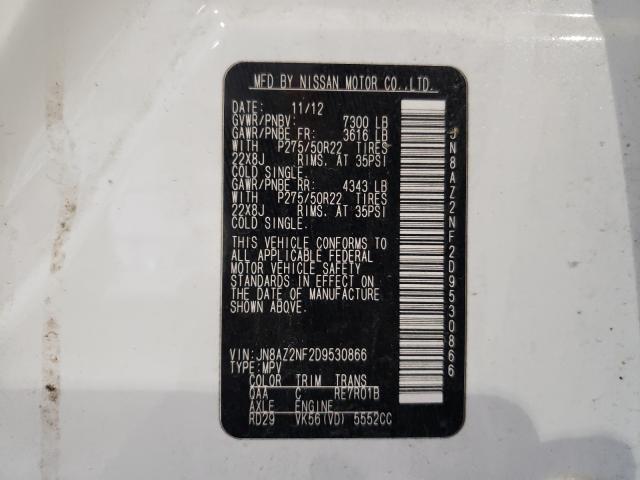 MFD BY NISSAN MOTOR CO.,LTD.
DATE: 11/12
GVWR/PNBV: 7300 LB
GAWR/PNBE FR: 3616 LB
WITH P275/50R22 TIRES
22X8J RIMS. AT 35PSI
COLD SINGLE.
GAWR/PNBE RR: 4343 LB
WITH P275/50R22 TIRES
22X8J RIMS. AT 35PSI
COLD SINGLE.
THIS VEHICLE CONFORMS TO
ALL APPLICABLE FEDERAL
MOTOR VEHICLE SAFETY
STANDARDS IN EFFECT ON
THE DATE OF MANUFACTURE
SHOWN ABOVE.
VIN: JN8AZ2NF2D9530866
TYPE: MPV
COLOR TRIM TRANS
QAA C RE7R01B
AXLE ENGINE
RD29 VK56(VD) 5552CC
JN8AZ2NF2D9530866